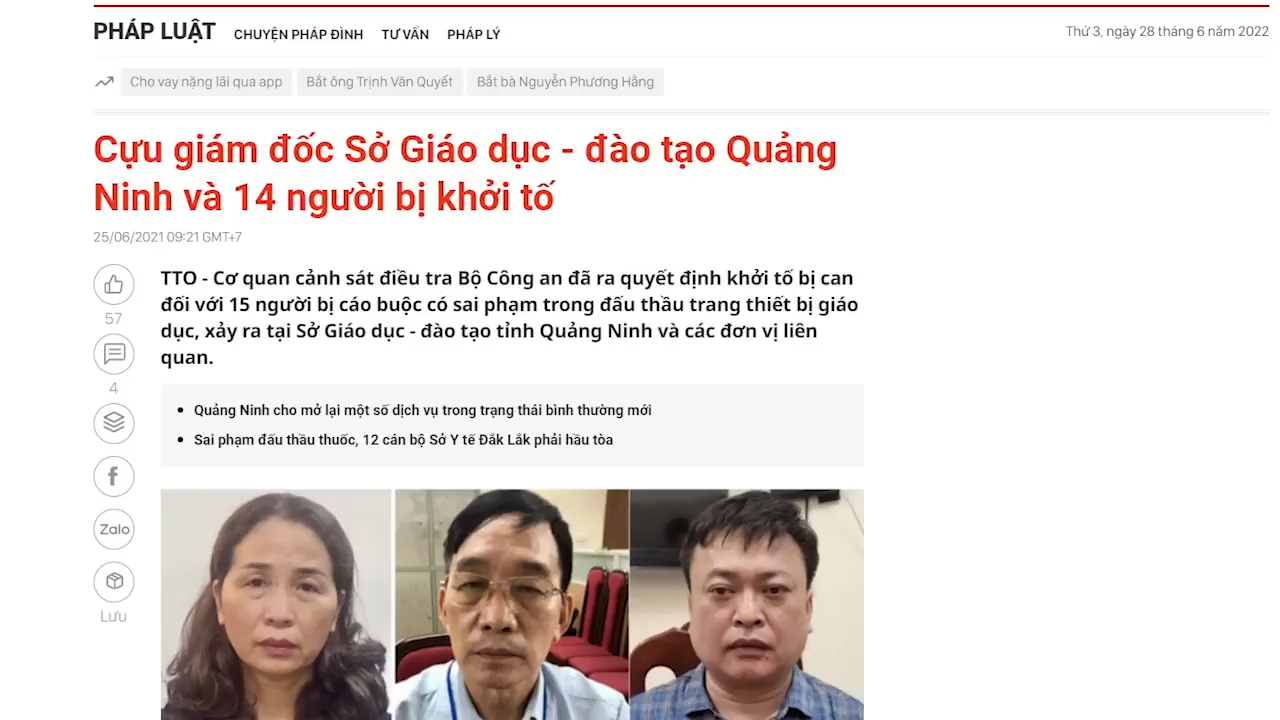 PHÁP LUẬT CHUYỆN PHÁP ĐÌNH TƯ VẤN PHÁP LÝ Thứ 3, ngày 28 tháng 6 năm 2022
Cho vay nặng lãi qua app Bắt ông Trịnh Văn Quyết Bắt bà Nguyễn Phương Hằng
Cựu giám đốc Sở Giáo dục - đào tạo Quảng
Ninh và 14 người bị khởi tố
25/06/2021 09:21 GMT+7
TTO - Cơ quan cảnh sát điều tra Bộ Công an đã ra quyết định khởi tố bị can
đối với 15 người bị cáo buộc có sai phạm trong đấu thầu trang thiết bị giáo
dục, xảy ra tại Sở Giáo dục - đào tạo tỉnh Quảng Ninh và các đơn vị liên
quan.
57
4
Zalo
Lưu
Quảng Ninh cho mở lại một số dịch vụ trong trạng thái bình thường mới
Sai phạm đấu thầu thuốc, 12 cán bộ Sở Y tế Đắk Lắk phải hầu tòa